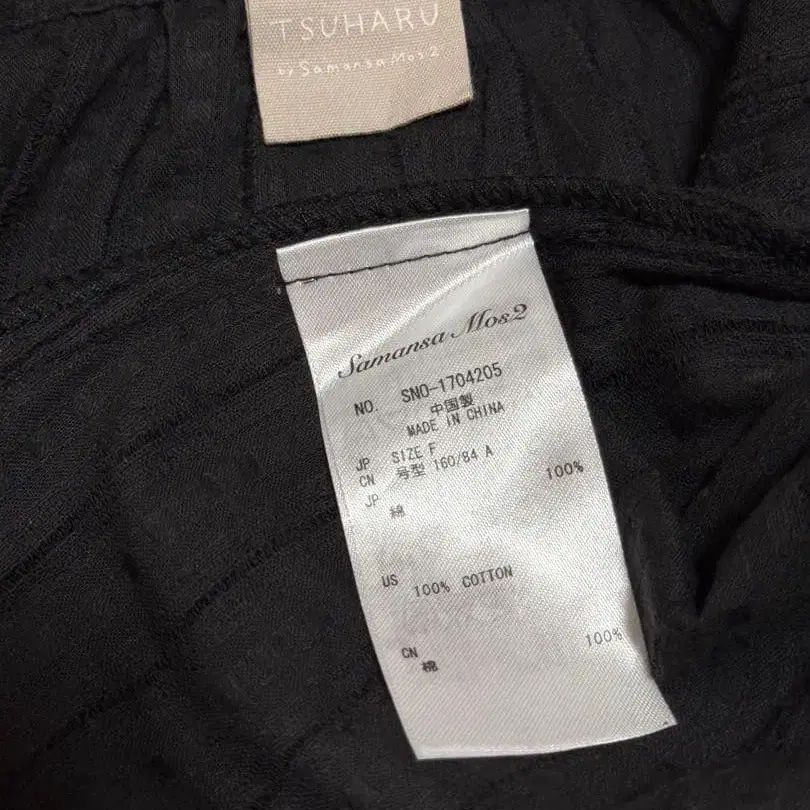 TSUHARU
by Samansa Mos2
Samansa Mos2
NO. SNO-1704205
中国製
MADE IN CHINA
JP SIZE F
CN 号型 160/84 A
JP 綿 100%
US 100% COTTON
CN 棉 100%